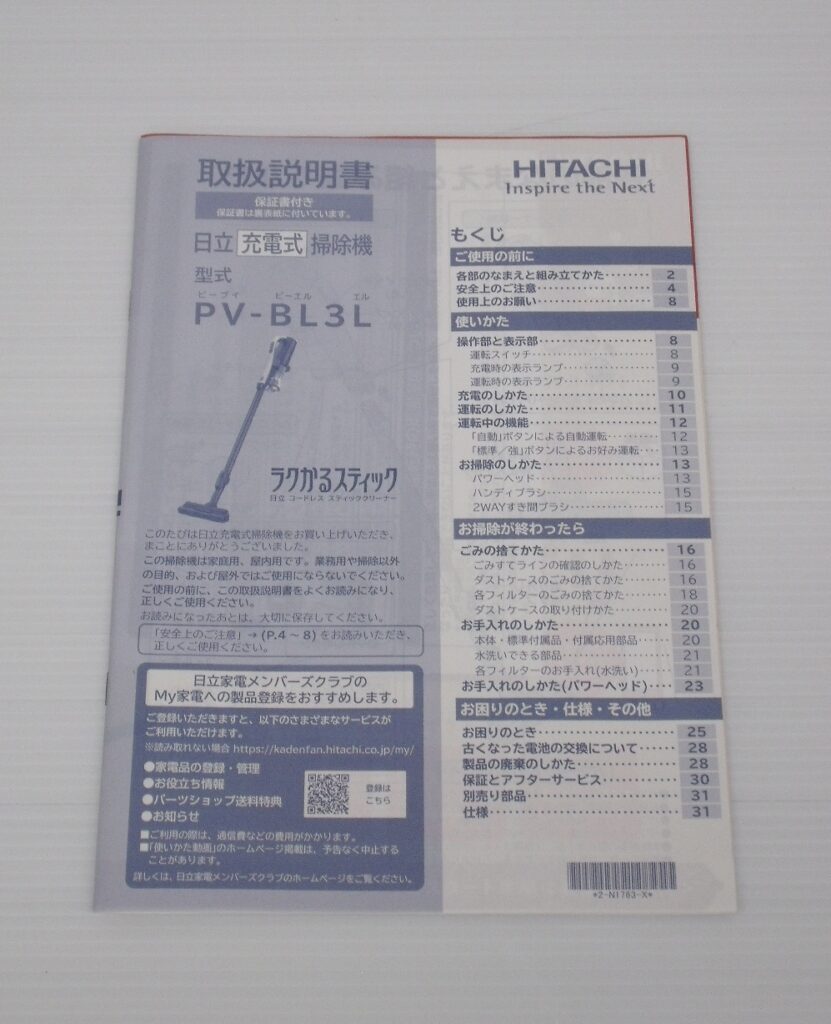 取扱説明書
保証書付き
保証書は裏表紙に付いています。
日立 充電式 掃除機
型式
ピーブイ ビーエル エル
PV-BL3L
ラクかるスティック
日立 コードレス スティッククリーナー
このたびは日立充電式掃除機をお買い上げいただき、
まことにありがとうございました。
この掃除機は家庭用、屋内用です。業務用や掃除以外
の目的、および屋外ではご使用にならないでください。
ご使用の前に、この取扱説明書をよくお読みになり、
正しくご使用ください。
お読みになったあとは、大切に保存してください。
「安全上のご注意」→(P.4～8)をお読みいただき、
正しくご使用ください。
日立家電メンバーズクラブの
My家電への製品登録をおすすめします。
ご登録いただきますと、以下のさまざまなサービスが
ご利用いただけます。
※読み取れない場合 https://kadenfan.hitachi.co.jp/my/
●家電品の登録・管理
●お役立ち情報
●パーツショップ送料特典
●お知らせ
登録は
こちら
■ご利用の際は、通信費などの費用がかかります。
■「使いかた動画」のホームページ掲載は、予告なく中止する
ことがあります。
詳しくは、日立家電メンバーズクラブのホームページをご覧ください。
HITACHI
Inspire the Next
もくじ
ご使用の前に
各部のなまえと組み立てかた‥‥‥‥ 2
安全上のご注意‥‥‥‥‥‥‥‥‥‥ 4
使用上のお願い‥‥‥‥‥‥‥‥‥‥ 8
使いかた
操作部と表示部‥‥‥‥‥‥‥‥‥‥ 8
運転スイッチ‥‥‥‥‥‥‥‥‥‥ 8
充電時の表示ランプ‥‥‥‥‥‥‥ 9
運転時の表示ランプ‥‥‥‥‥‥‥ 9
充電のしかた‥‥‥‥‥‥‥‥‥‥‥ 10
運転のしかた‥‥‥‥‥‥‥‥‥‥‥ 11
運転中の機能‥‥‥‥‥‥‥‥‥‥‥ 12
「自動」ボタンによる自動運転‥‥‥‥ 12
「標準／強」ボタンによるお好み運転‥ 13
お掃除のしかた‥‥‥‥‥‥‥‥‥‥ 13
パワーヘッド‥‥‥‥‥‥‥‥‥‥ 13
ハンディブラシ‥‥‥‥‥‥‥‥‥ 15
2WAYすき間ブラシ‥‥‥‥‥‥‥ 15
お掃除が終わったら
ごみの捨てかた‥‥‥‥‥‥‥‥‥‥ 16
ごみすてラインの確認のしかた‥‥ 16
ダストケースのごみの捨てかた‥‥ 16
各フィルターのごみの捨てかた‥‥ 18
ダストケースの取り付けかた‥‥‥ 20
お手入れのしかた‥‥‥‥‥‥‥‥‥ 20
本体・標準付属品・付属応用部品‥‥ 20
水洗いできる部品‥‥‥‥‥‥‥‥ 21
各フィルターのお手入れ(水洗い)‥ 21
お手入れのしかた(パワーヘッド)‥‥ 23
お困りのとき・仕様・その他
お困りのとき‥‥‥‥‥‥‥‥‥‥‥ 25
古くなった電池の交換について‥‥‥ 28
製品の廃棄のしかた‥‥‥‥‥‥‥‥ 28
保証とアフターサービス‥‥‥‥‥‥ 30
別売り部品‥‥‥‥‥‥‥‥‥‥‥‥ 31
仕様‥‥‥‥‥‥‥‥‥‥‥‥‥‥‥ 31
*2-N1783-X*